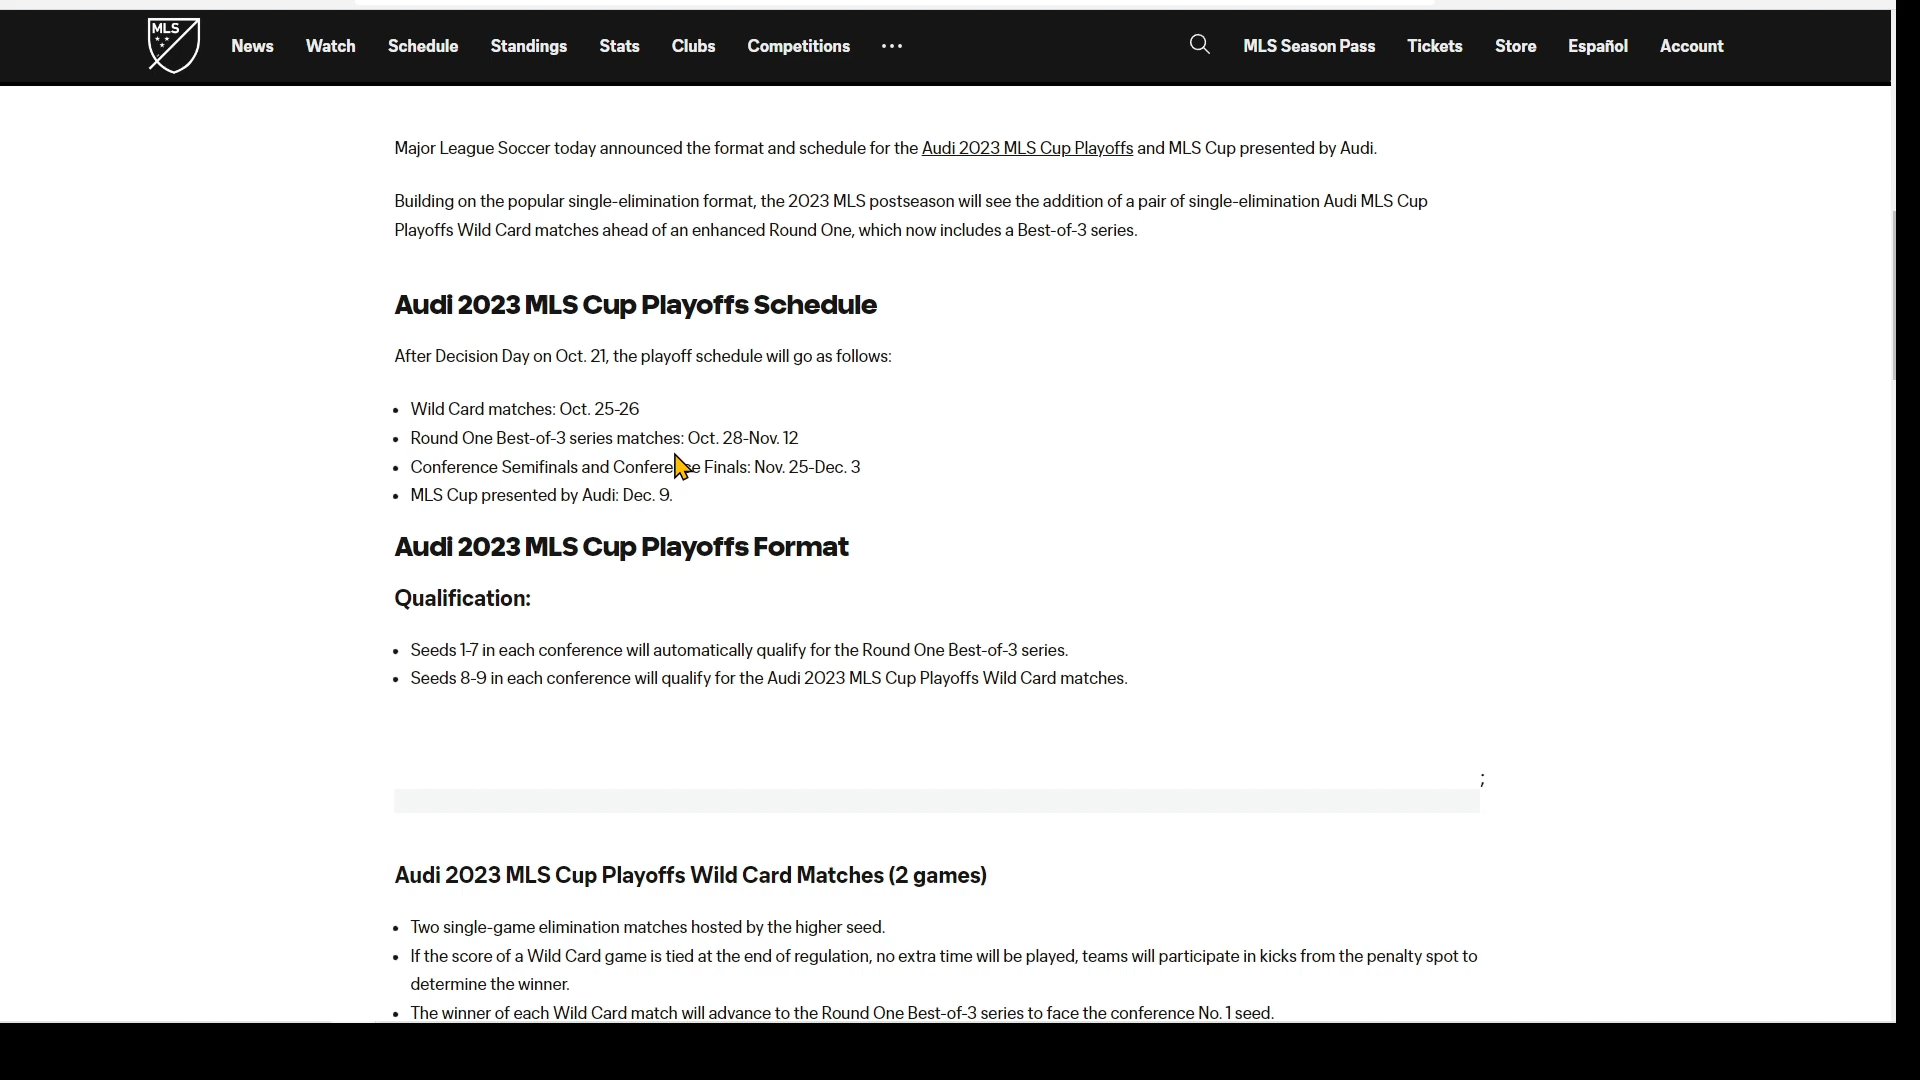 MLS
News Watch Schedule Standings Stats Clubs Competitions ··· MLS Season Pass Tickets Store Español Account
Major League Soccer today announced the format and schedule for the Audi 2023 MLS Cup Playoffs and MLS Cup presented by Audi.
Building on the popular single-elimination format, the 2023 MLS postseason will see the addition of a pair of single-elimination Audi MLS Cup
Playoffs Wild Card matches ahead of an enhanced Round One, which now includes a Best-of-3 series.
Audi 2023 MLS Cup Playoffs Schedule
After Decision Day on Oct. 21, the playoff schedule will go as follows:
• Wild Card matches: Oct. 25-26
• Round One Best-of-3 series matches: Oct. 28-Nov. 12
• Conference Semifinals and Conference Finals: Nov. 25-Dec. 3
• MLS Cup presented by Audi: Dec. 9.
Audi 2023 MLS Cup Playoffs Format
Qualification:
• Seeds 1-7 in each conference will automatically qualify for the Round One Best-of-3 series.
• Seeds 8-9 in each conference will qualify for the Audi 2023 MLS Cup Playoffs Wild Card matches.
;
Audi 2023 MLS Cup Playoffs Wild Card Matches (2 games)
• Two single-game elimination matches hosted by the higher seed.
• If the score of a Wild Card game is tied at the end of regulation, no extra time will be played, teams will participate in kicks from the penalty spot to
determine the winner.
• The winner of each Wild Card match will advance to the Round One Best-of-3 series to face the conference No. 1 seed.